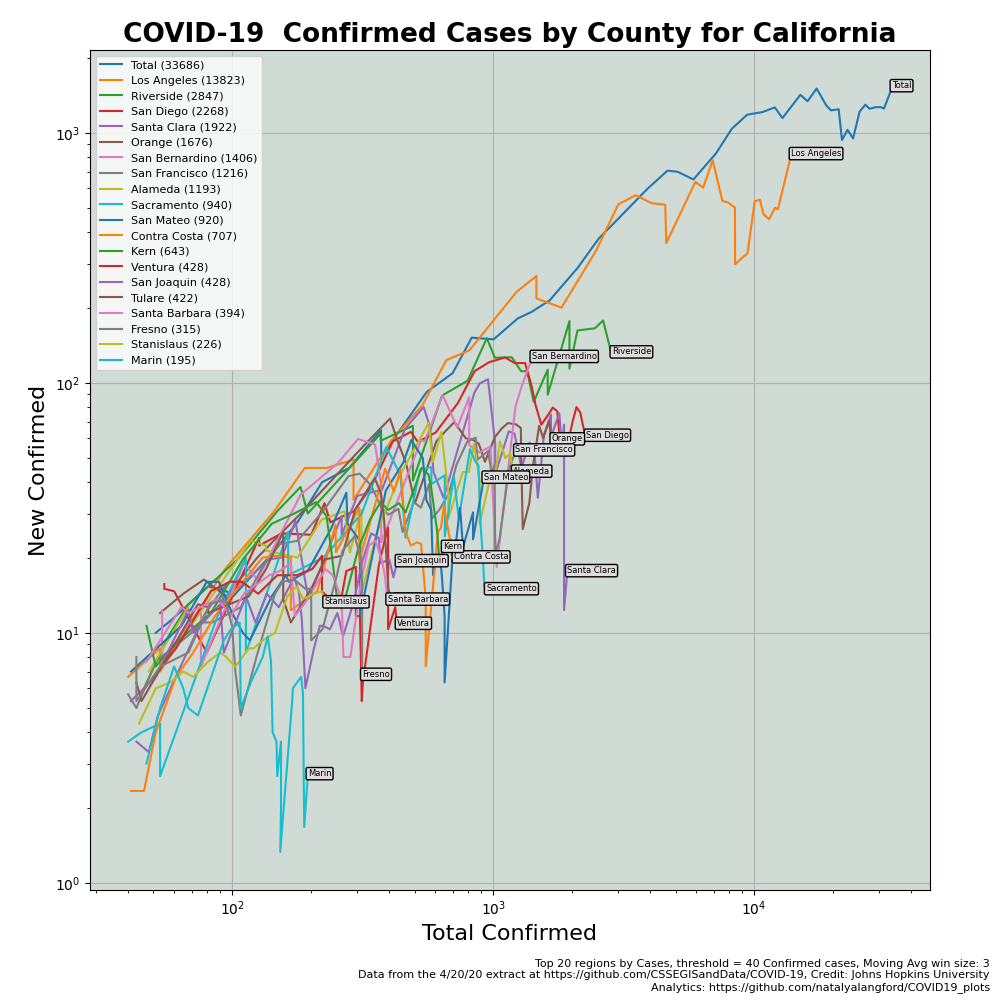 COVID-19  Confirmed Cases by County for California
Total (33686)
Los Angeles (13823)
Riverside (2847)
San Diego (2268)
Santa Clara (1922)
Orange (1676)
San Bernardino (1406)
San Francisco (1216)
Alameda (1193)
Sacramento (940)
San Mateo (920)
Contra Costa (707)
Kern (643)
Ventura (428)
San Joaquin (428)
Tulare (422)
Santa Barbara (394)
Fresno (315)
Stanislaus (226)
Marin (195)
Total
Los Angeles
Riverside
San Bernardino
San Diego
Orange
San Francisco
Alameda
San Mateo
Kern
Contra Costa
San Joaquin
Santa Clara
Sacramento
Stanislaus
Santa Barbara
Ventura
Fresno
Marin
New Confirmed
10³
10²
10¹
10⁰
10²
10³
10⁴
Total Confirmed
Top 20 regions by Cases, threshold = 40 Confirmed cases, Moving Avg win size: 3
Data from the 4/20/20 extract at https://github.com/CSSEGISandData/COVID-19, Credit: Johns Hopkins University
Analytics: https://github.com/natalyalangford/COVID19_plots